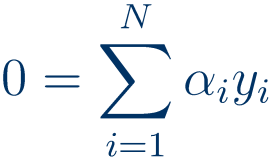 0 = \sum_{i=1}^{N} \alpha_i y_i